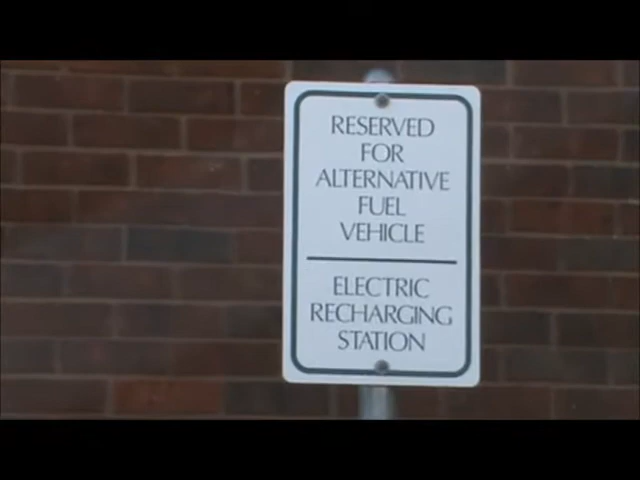 RESERVED
FOR
ALTERNATIVE
FUEL
VEHICLE
ELECTRIC
RECHARGING
STATION